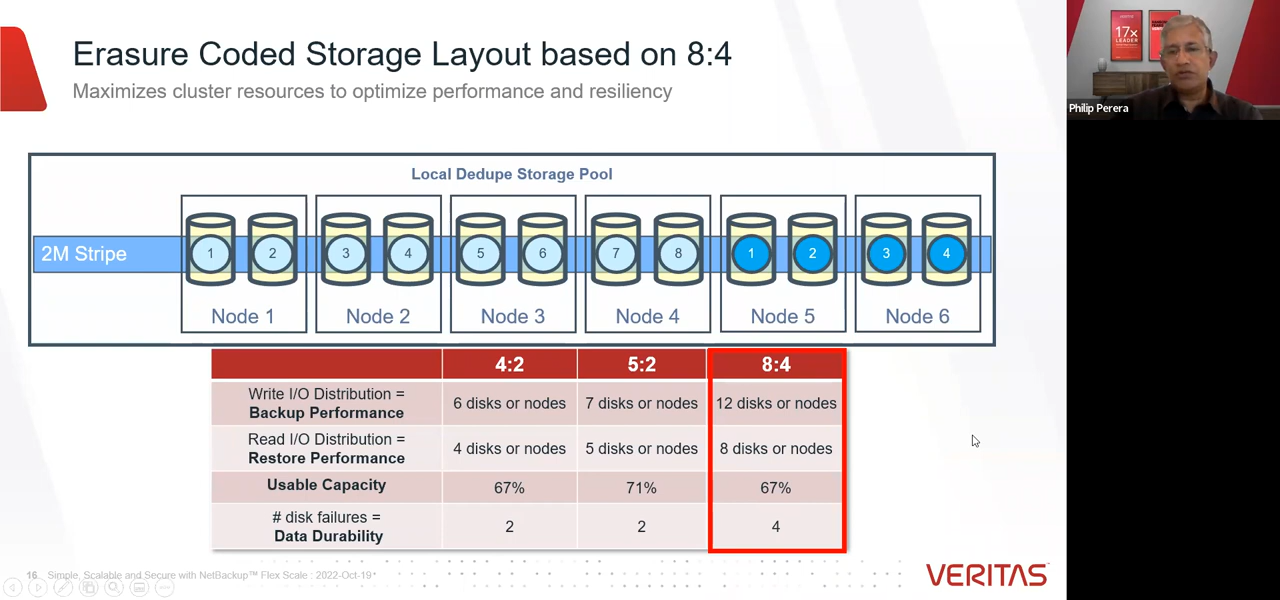 Erasure Coded Storage Layout based on 8:4
Maximizes cluster resources to optimize performance and resiliency
17x
LEADER
Philip Perera
Local Dedupe Storage Pool
2M Stripe
1 2 3 4 5 6 7 8 1 2 3 4
Node 1 Node 2 Node 3 Node 4 Node 5 Node 6
4:2 5:2 8:4
Write I/O Distribution =
Backup Performance
6 disks or nodes 7 disks or nodes 12 disks or nodes
Read I/O Distribution =
Restore Performance
4 disks or nodes 5 disks or nodes 8 disks or nodes
Usable Capacity 67% 71% 67%
# disk failures =
Data Durability
2 2 4
16 Simple, Scalable and Secure with NetBackup™ Flex Scale : 2022-Oct-19
VERITAS